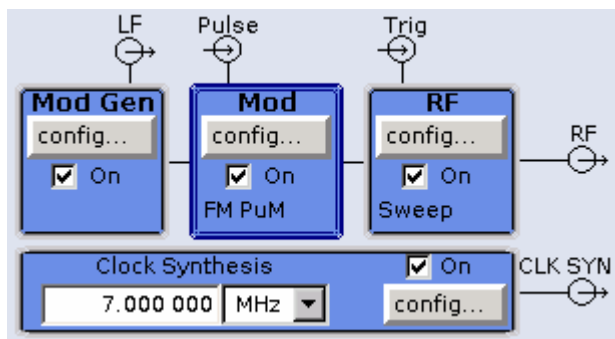 LF Pulse Trig
Mod Gen Mod RF
config... config... config... RF
On On On
FM PuM Sweep
Clock Synthesis On CLK SYN
7.000 000 MHz config...